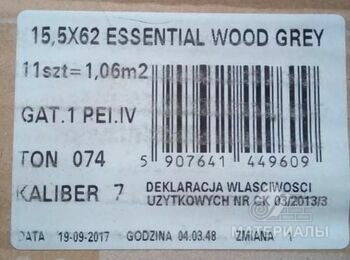 15,5X62 ESSENTIAL WOOD GREY
11szt=1,06m2
GAT.1 PEI.IV
TON 074
5 907641 449609
KALIBER 7
DEKLARACJA WLASCIWOSCI
UZYTKOWYCH NR CK 03/2013/3
DATA 19-09-2017 GODZINA 04.03.48 ZMIANA 1
МАТЕРИАЛЫ